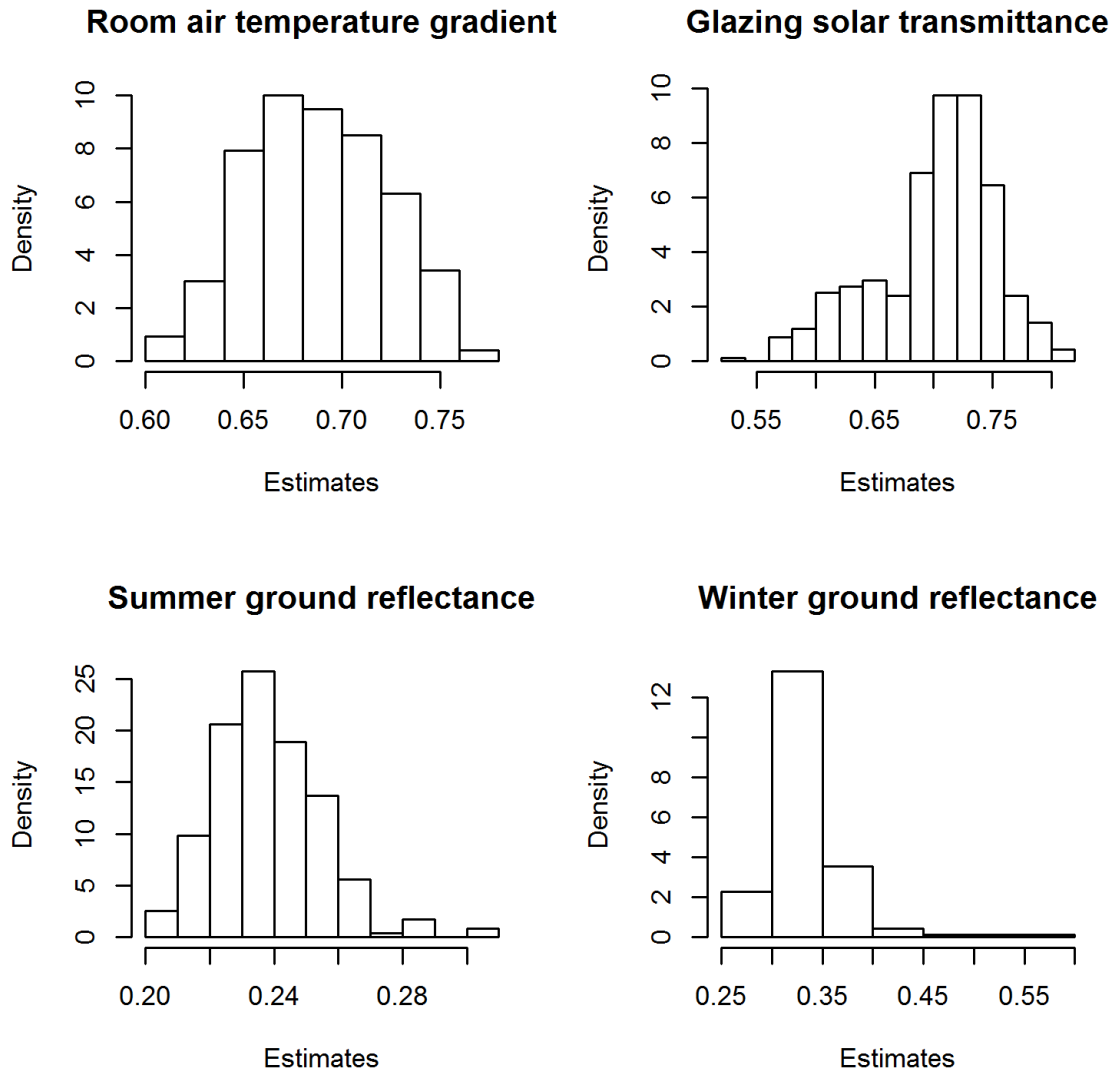 Room air temperature gradient
Density
0 2 4 6 8 10
0.60 0.65 0.70 0.75
Estimates
Glazing solar transmittance
Density
0 2 4 6 8 10
0.55 0.65 0.75
Estimates
Summer ground reflectance
Density
0 5 10 15 20 25
0.20 0.24 0.28
Estimates
Winter ground reflectance
Density
0 2 4 6 8 12
0.25 0.35 0.45 0.55
Estimates